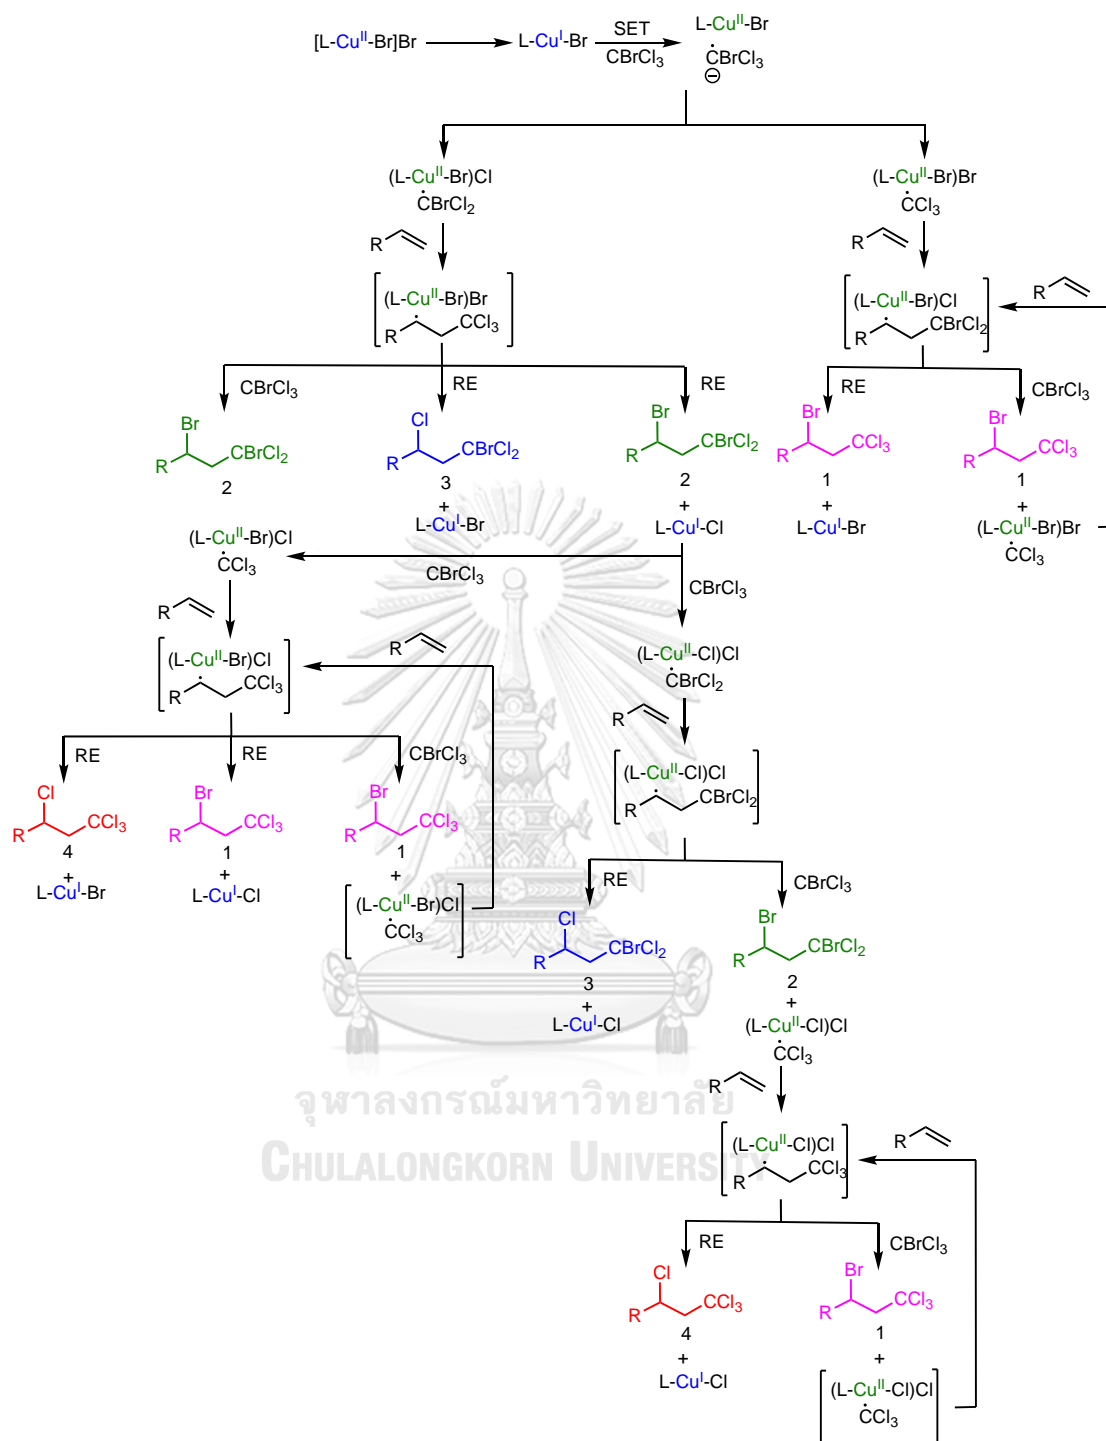 [L-Cu^II-Br]Br
L-Cu^I-Br
SET
CBrCl3
L-Cu^II-Br
CBrCl3
(L-Cu^II-Br)Cl
CBrCl2
(L-Cu^II-Br)Br
CCl3
R
R
(L-Cu^II-Br)Br
R
CCl3
(L-Cu^II-Br)Cl
R
CBrCl2
R
CBrCl3
RE
RE
RE
CBrCl3
Br
R
CBrCl2
2
Cl
R
CBrCl2
3
+
L-Cu^I-Br
Br
R
CBrCl2
2
+
L-Cu^I-Cl
Br
R
CCl3
1
+
L-Cu^I-Br
Br
R
CCl3
1
+
(L-Cu^II-Br)Br
CCl3
(L-Cu^II-Br)Cl
CCl3
CBrCl3
CBrCl3
R
R
(L-Cu^II-Br)Cl
R
CCl3
(L-Cu^II-Cl)Cl
CBrCl2
R
RE
RE
CBrCl3
Cl
R
CCl3
4
+
L-Cu^I-Br
Br
R
CCl3
1
+
L-Cu^I-Cl
Br
R
CCl3
1
+
(L-Cu^II-Br)Cl
CCl3
(L-Cu^II-Cl)Cl
R
CBrCl2
RE
CBrCl3
Cl
R
CBrCl2
3
+
L-Cu^I-Cl
Br
R
CBrCl2
2
+
(L-Cu^II-Cl)Cl
CCl3
R
จุฬาลงกรณ์มหาวิทยาลัย
CHULALONGKORN UNIVERSITY
(L-Cu^II-Cl)Cl
R
CCl3
R
RE
CBrCl3
Cl
R
CCl3
4
+
L-Cu^I-Cl
Br
R
CCl3
1
+
(L-Cu^II-Cl)Cl
CCl3